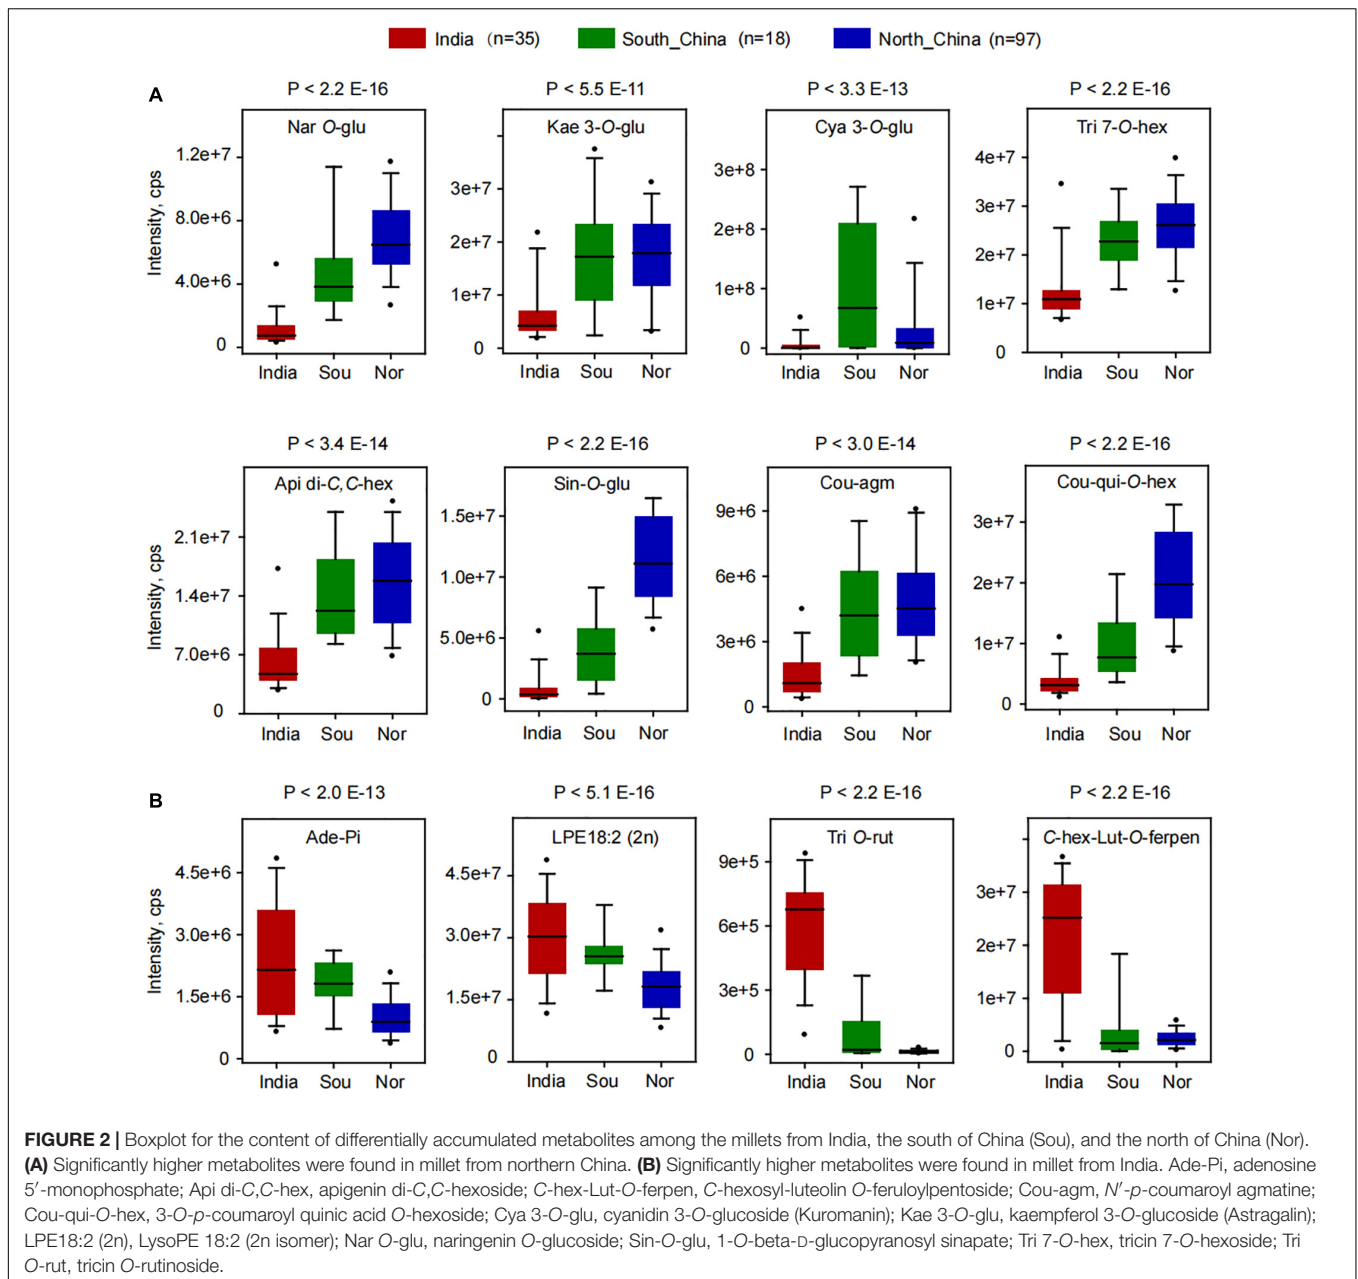 India (n=35) South_China (n=18) North_China (n=97)
A
P < 2.2 E-16 P < 5.5 E-11 P < 3.3 E-13 P < 2.2 E-16
Nar O-glu Kae 3-O-glu Cya 3-O-glu Tri 7-O-hex
Intensity, cps
1.2e+7
8.0e+6
4.0e+6
0
India Sou Nor
3e+7
2e+7
1e+7
0
India Sou Nor
3e+8
2e+8
1e+8
0
India Sou Nor
4e+7
3e+7
2e+7
1e+7
0
India Sou Nor
P < 3.4 E-14 P < 2.2 E-16 P < 3.0 E-14 P < 2.2 E-16
Api di-C,C-hex Sin-O-glu Cou-agm Cou-qui-O-hex
Intensity, cps
2.1e+7
1.4e+7
7.0e+6
0
India Sou Nor
1.5e+7
1.0e+7
5.0e+6
0
India Sou Nor
9e+6
6e+6
3e+6
0
India Sou Nor
3e+7
2e+7
1e+7
0
India Sou Nor
B
P < 2.0 E-13 P < 5.1 E-16 P < 2.2 E-16 P < 2.2 E-16
Ade-Pi LPE18:2 (2n) Tri O-rut C-hex-Lut-O-ferpen
Intensity, cps
4.5e+6
3.0e+6
1.5e+6
0
India Sou Nor
4.5e+7
3.0e+7
1.5e+7
0
India Sou Nor
9e+5
6e+5
3e+5
0
India Sou Nor
3e+7
2e+7
1e+7
0
India Sou Nor
FIGURE 2 | Boxplot for the content of differentially accumulated metabolites among the millets from India, the south of China (Sou), and the north of China (Nor).
(A) Significantly higher metabolites were found in millet from northern China. (B) Significantly higher metabolites were found in millet from India. Ade-Pi, adenosine
5′-monophosphate; Api di-C,C-hex, apigenin di-C,C-hexoside; C-hex-Lut-O-ferpen, C-hexosyl-luteolin O-feruloylpentoside; Cou-agm, N′-p-coumaroyl agmatine;
Cou-qui-O-hex, 3-O-p-coumaroyl quinic acid O-hexoside; Cya 3-O-glu, cyanidin 3-O-glucoside (Kuromanin); Kae 3-O-glu, kaempferol 3-O-glucoside (Astragalin);
LPE18:2 (2n), LysoPE 18:2 (2n isomer); Nar O-glu, naringenin O-glucoside; Sin-O-glu, 1-O-beta-D-glucopyranosyl sinapate; Tri 7-O-hex, tricin 7-O-hexoside; Tri
O-rut, tricin O-rutinoside.